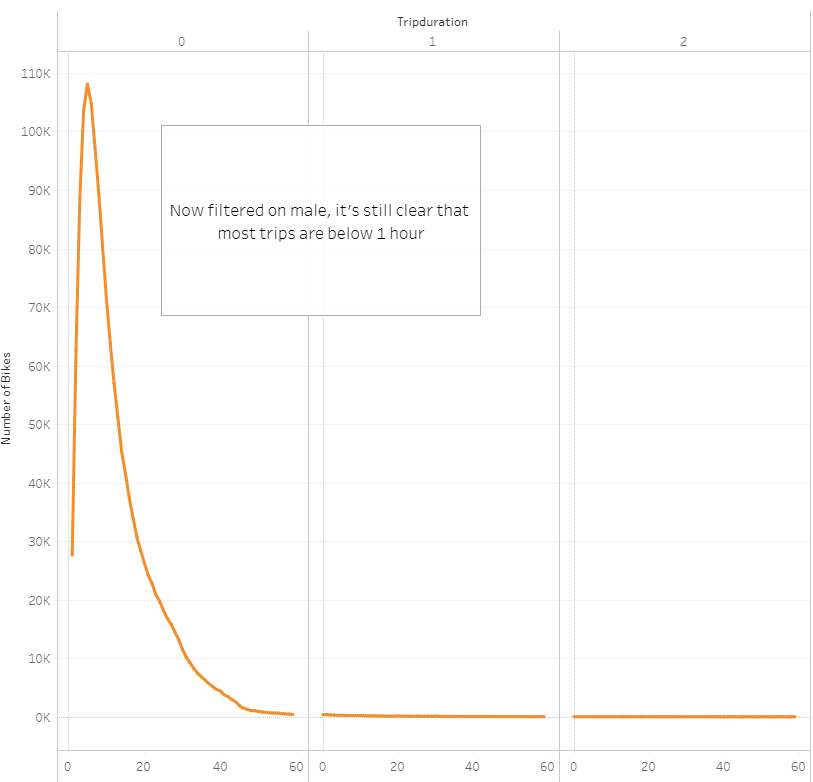 Tripduration
0 1 2
110K
100K
90K
80K
70K
60K
50K
40K
30K
20K
10K
0K
Number of Bikes
Now filtered on male, it's still clear that
most trips are below 1 hour
0 20 40 60 0 20 40 60 0 20 40 60